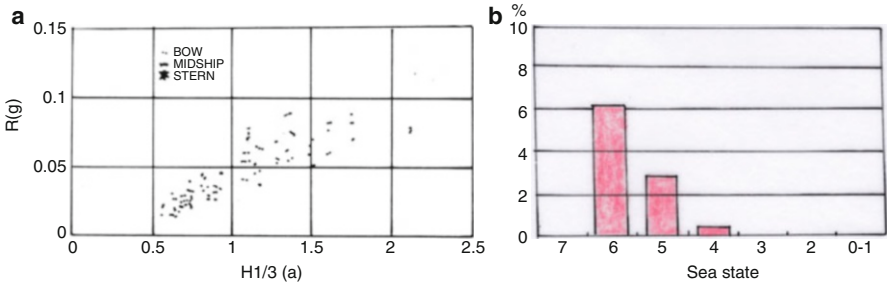 a
R(g)
0.15
0.1
0.05
0
BOW
MIDSHIP
STERN
0 0.5 1 1.5 2 2.5
H1/3 (a)
b
%
10
8
6
4
2
0
7 6 5 4 3 2 0-1
Sea state